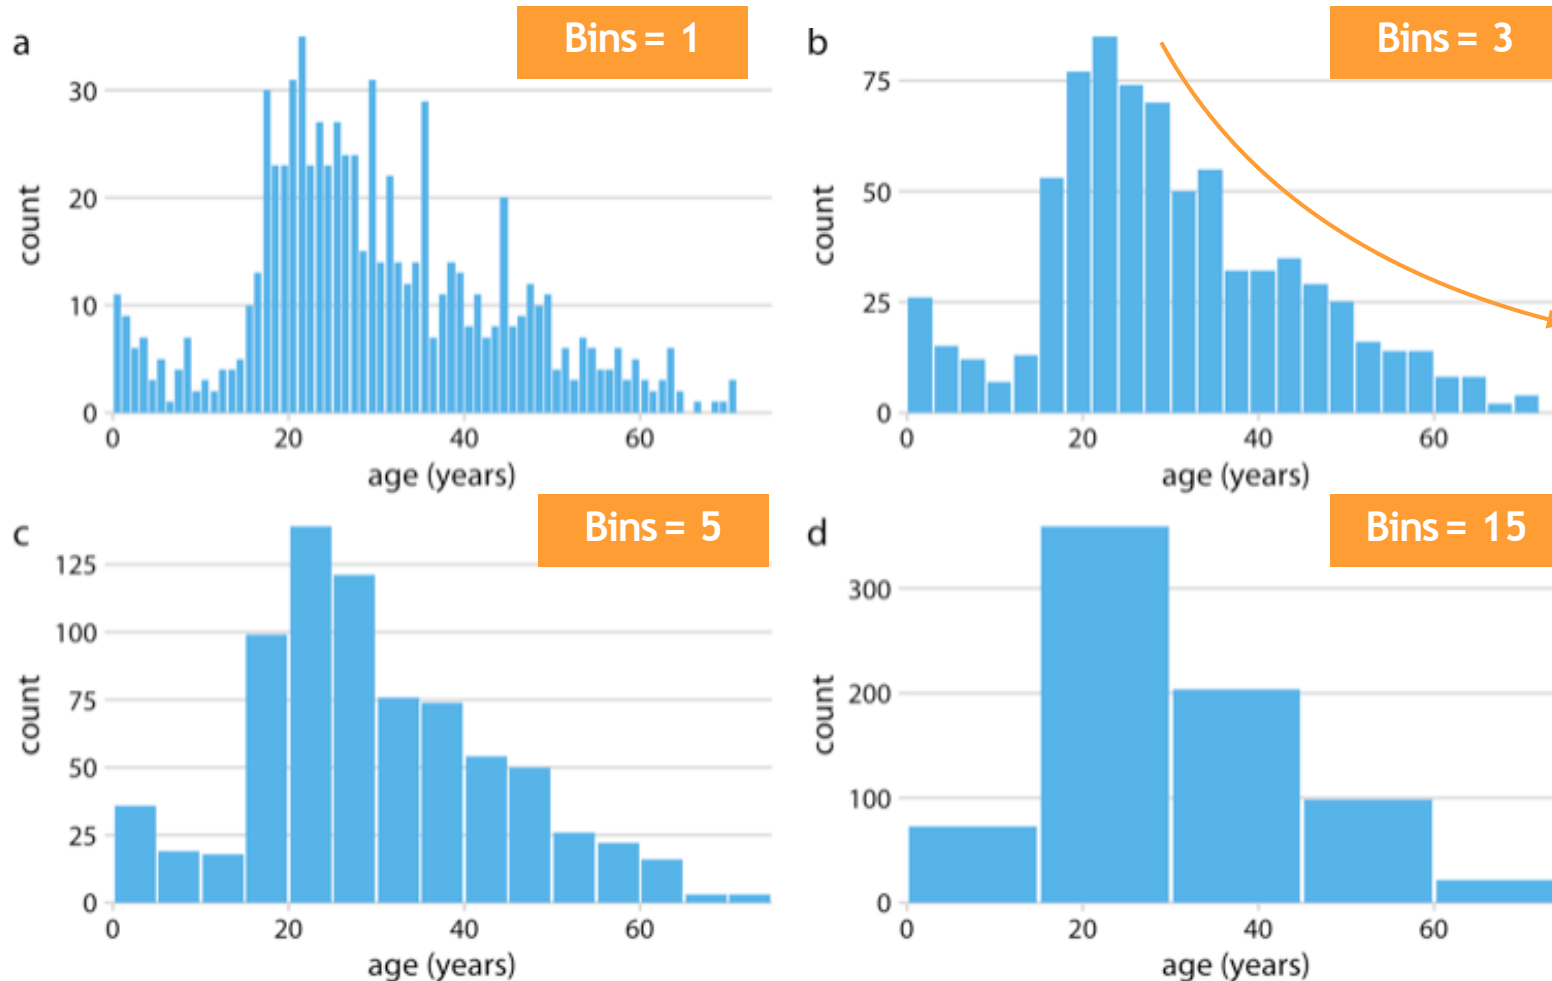 a
Bins = 1
30
20
10
0
count
0 20 40 60
age (years)
b
Bins = 3
75
50
25
0
count
0 20 40 60
age (years)
c
Bins = 5
125
100
75
50
25
0
count
0 20 40 60
age (years)
d
Bins = 15
300
200
100
0
count
0 20 40 60
age (years)